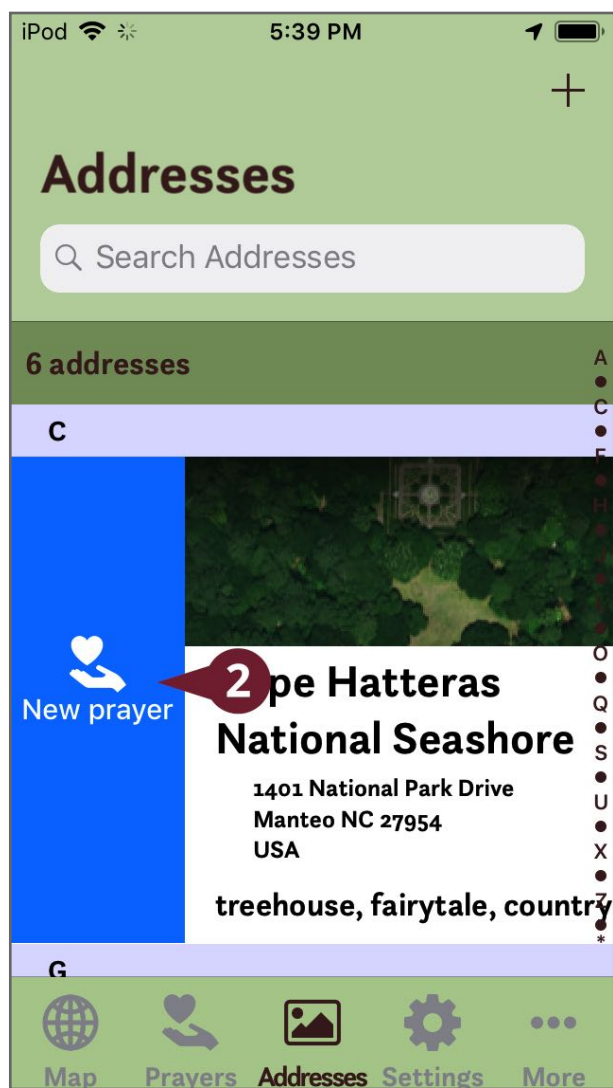 iPod 5:39 PM
+
Addresses
Search Addresses
6 addresses
A
●
C
●
F
●
H
●
●
●
O
●
Q
●
S
●
U
●
X
●
Z
●
*
C
New prayer
2
pe Hatteras
National Seashore
1401 National Park Drive
Manteo NC 27954
USA
treehouse, fairytale, country
G
Map Prayers Addresses Settings More